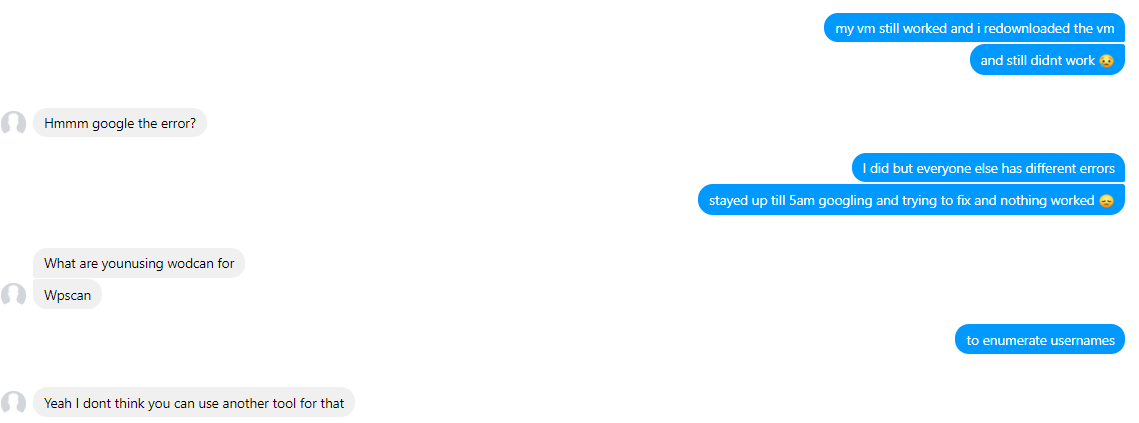 my vm still worked and i redownloaded the vm
and still didnt work 😥
Hmmm google the error?
I did but everyone else has different errors
stayed up till 5am googling and trying to fix and nothing worked 😞
What are younusing wodcan for
Wpscan
to enumerate usernames
Yeah I dont think you can use another tool for that